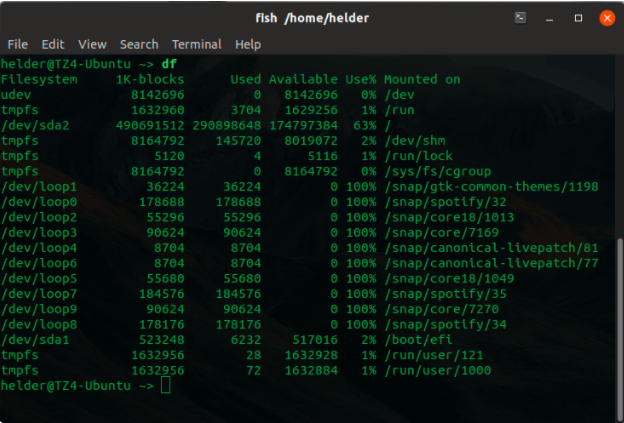 fish /home/helder
File Edit View Search Terminal Help
helder@TZ4-Ubuntu ~> df
Filesystem 1K-blocks Used Available Use% Mounted on
udev 8142696 0 8142696 0% /dev
tmpfs 1632960 3704 1629256 1% /run
/dev/sda2 490691512 290898648 174797384 63% /
tmpfs 8164792 145720 8019072 2% /dev/shm
tmpfs 5120 4 5116 1% /run/lock
tmpfs 8164792 0 8164792 0% /sys/fs/cgroup
/dev/loop1 36224 36224 0 100% /snap/gtk-common-themes/1198
/dev/loop0 178688 178688 0 100% /snap/spotify/32
/dev/loop2 55296 55296 0 100% /snap/core18/1013
/dev/loop3 90624 90624 0 100% /snap/core/7169
/dev/loop4 8704 8704 0 100% /snap/canonical-livepatch/81
/dev/loop6 8704 8704 0 100% /snap/canonical-livepatch/77
/dev/loop5 55680 55680 0 100% /snap/core18/1049
/dev/loop7 184576 184576 0 100% /snap/spotify/35
/dev/loop9 90624 90624 0 100% /snap/core/7270
/dev/loop8 178176 178176 0 100% /snap/spotify/34
/dev/sda1 523248 6232 517016 2% /boot/efi
tmpfs 1632956 28 1632928 1% /run/user/121
tmpfs 1632956 72 1632884 1% /run/user/1000
helder@TZ4-Ubuntu ~>